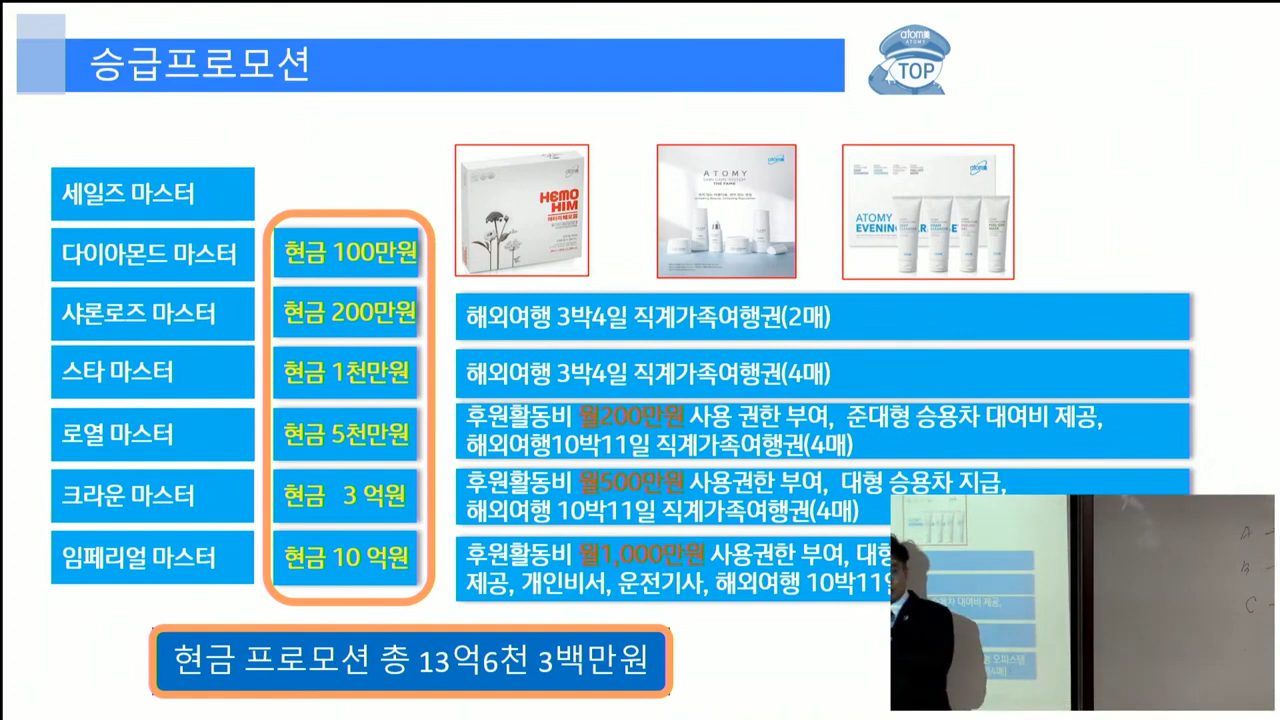 승급프로모션
atom美
ATOMY
TOP
세일즈 마스터
다이아몬드 마스터
현금 100만원
샤론로즈 마스터
현금 200만원
해외여행 3박4일 직계가족여행권(2매)
스타 마스터
현금 1천만원
해외여행 3박4일 직계가족여행권(4매)
로열 마스터
현금 5천만원
후원활동비 월200만원 사용 권한 부여, 준대형 승용차 대여비 제공,
해외여행10박11일 직계가족여행권(4매)
크라운 마스터
현금 3 억원
후원활동비 월500만원 사용권한 부여, 대형 승용차 지급,
해외여행 10박11일 직계가족여행권(4매)
임페리얼 마스터
현금 10 억원
후원활동비 월1,000만원 사용권한 부여, 대형
제공, 개인비서, 운전기사, 해외여행 10박11일
현금 프로모션 총 13억6천 3백만원
HEMO
HIM
ATOMY
THE FAME
ATOMY
EVENING
A
B
C